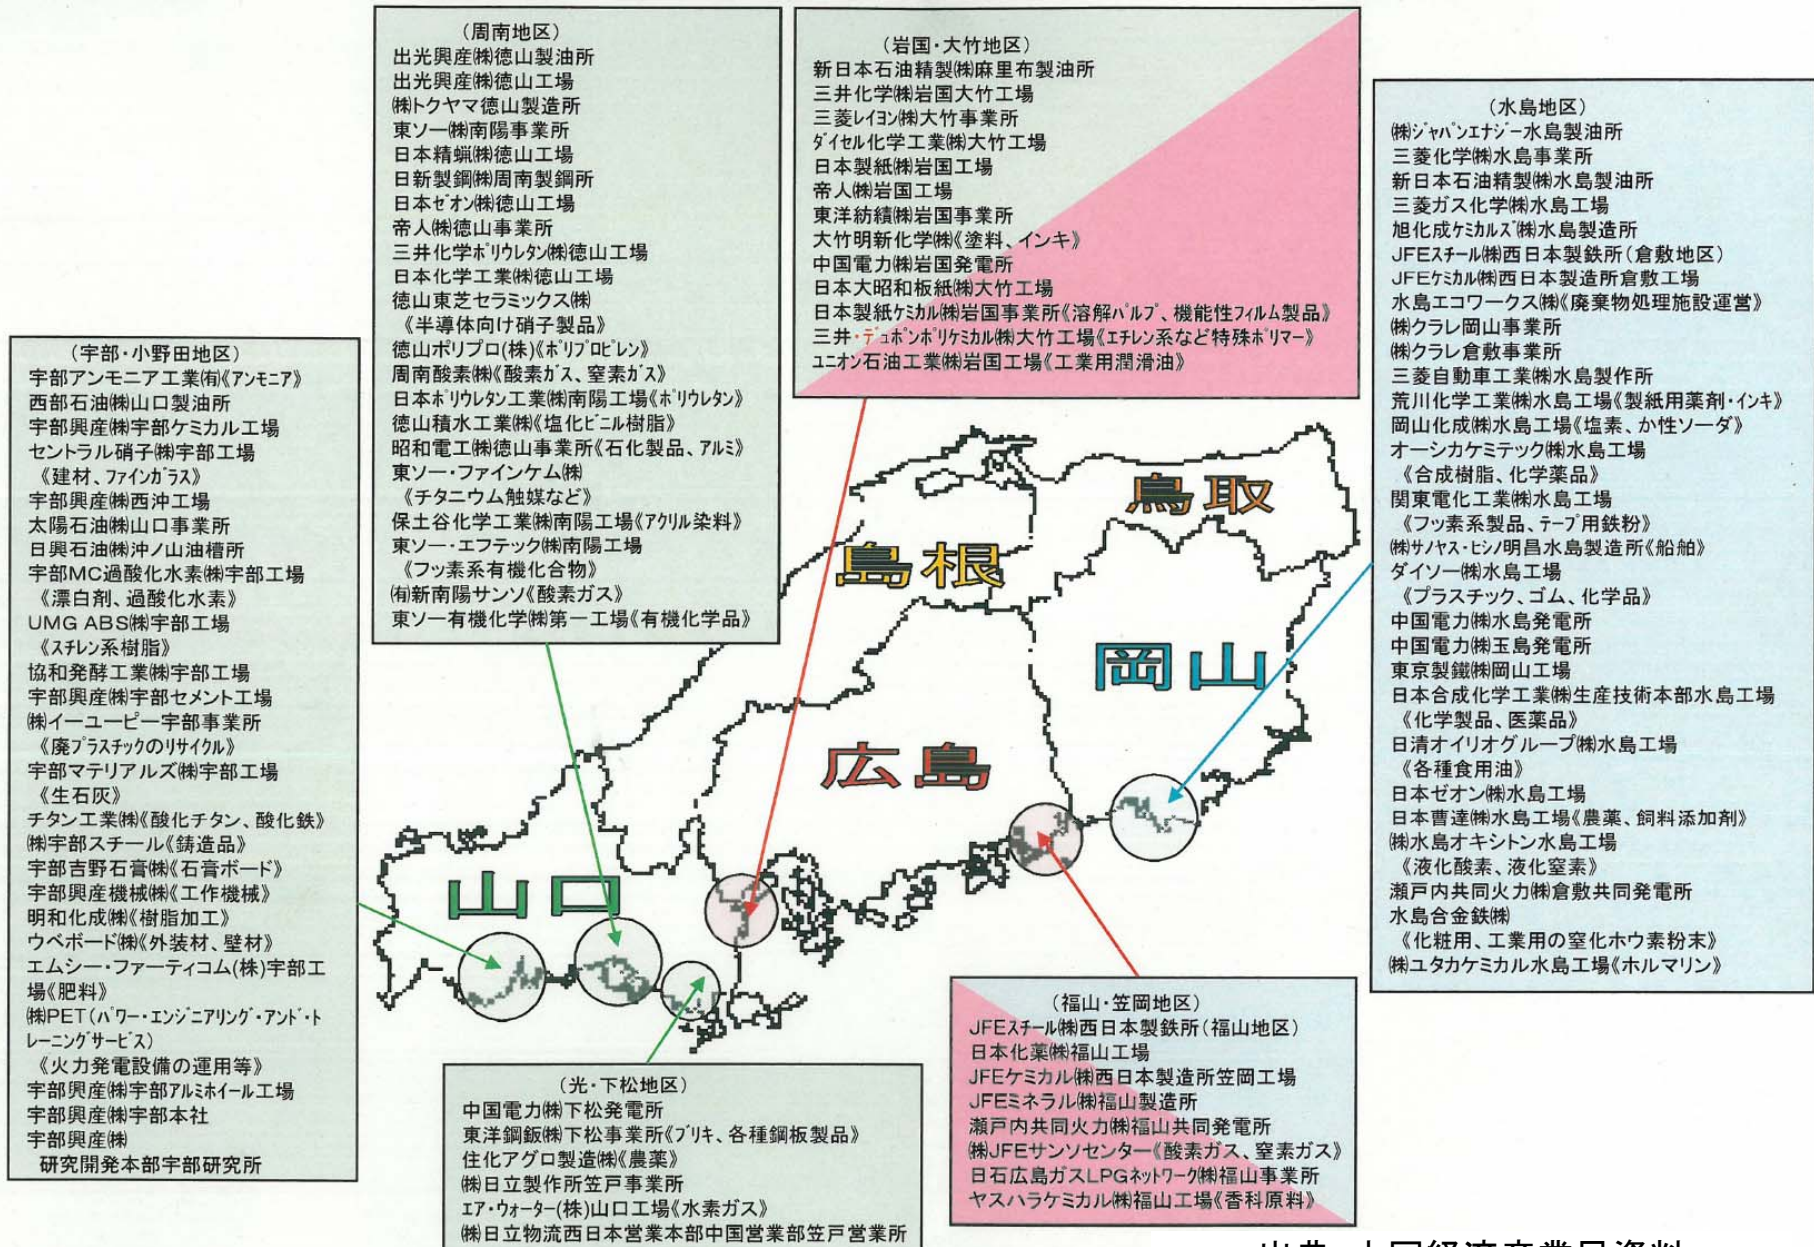 (周南地区)
出光興産㈱徳山製油所
出光興産㈱徳山工場
㈱トクヤマ徳山製造所
東ソー㈱南陽事業所
日本精蝋㈱徳山工場
日新製鋼㈱周南製鋼所
日本ゼオン㈱徳山工場
帝人㈱徳山事業所
三井化学ポリウレタン㈱徳山工場
日本化学工業㈱徳山工場
徳山東芝セラミックス㈱
《半導体向け硝子製品》
徳山ポリプロ(株)《ポリプロピレン》
周南酸素㈱《酸素ガス、窒素ガス》
日本ポリウレタン工業㈱南陽工場《ポリウレタン》
徳山積水工業㈱《塩化ビニル樹脂》
昭和電工㈱徳山事業所《石化製品、アルミ》
東ソー・ファインケム㈱
《チタニウム触媒など》
保土谷化学工業㈱南陽工場《アクリル染料》
東ソー・エフテック㈱南陽工場
《フッ素系有機化合物》
㈲新南陽サンソ《酸素ガス》
東ソー有機化学㈱第一工場《有機化学品》
(岩国・大竹地区)
新日本石油精製㈱麻里布製油所
三井化学㈱岩国大竹工場
三菱レイヨン㈱大竹事業所
ダイセル化学工業㈱大竹工場
日本製紙㈱岩国工場
帝人㈱岩国工場
東洋紡績㈱岩国事業所
大竹明新化学㈱《塗料、インキ》
中国電力㈱岩国発電所
日本大昭和板紙㈱大竹工場
日本製紙ケミカル㈱岩国事業所《溶解パルプ、機能性フィルム製品》
三井・デュポンポリケミカル㈱大竹工場《エチレン系など特殊ポリマー》
ユニオン石油工業㈱岩国工場《工業用潤滑油》
(水島地区)
㈱ジャパンエナジー水島製油所
三菱化学㈱水島事業所
新日本石油精製㈱水島製油所
三菱ガス化学㈱水島工場
旭化成ケミカルズ㈱水島製造所
JFEスチール㈱西日本製鉄所(倉敷地区)
JFEケミカル㈱西日本製造所倉敷工場
水島エコワークス㈱《廃棄物処理施設運営》
㈱クラレ岡山事業所
㈱クラレ倉敷事業所
三菱自動車工業㈱水島製作所
荒川化学工業㈱水島工場《製紙用薬剤・インキ》
岡山化成㈱水島工場《塩素、か性ソーダ》
オーシカケミテック㈱水島工場
《合成樹脂、化学薬品》
関東電化工業㈱水島工場
《フッ素系製品、テープ用鉄粉》
㈱サノヤス・ヒシノ明昌水島製造所《船舶》
ダイソー㈱水島工場
《プラスチック、ゴム、化学品》
中国電力㈱水島発電所
中国電力㈱玉島発電所
東京製鐵㈱岡山工場
日本合成化学工業㈱生産技術本部水島工場
《化学製品、医薬品》
日清オイリオグループ㈱水島工場
《各種食用油》
日本ゼオン㈱水島工場
日本曹達㈱水島工場《農薬、飼料添加剤》
㈱水島オキシトン水島工場
《液化酸素、液化窒素》
瀬戸内共同火力㈱倉敷共同発電所
水島合金鉄㈱
《化粧用、工業用の窒化ホウ素粉末》
㈱ユタカケミカル水島工場《ホルマリン》
(宇部・小野田地区)
宇部アンモニア工業㈲《アンモニア》
西部石油㈱山口製油所
宇部興産㈱宇部ケミカル工場
セントラル硝子㈱宇部工場
《建材、ファインガラス》
宇部興産㈱西沖工場
太陽石油㈱山口事業所
日興石油㈱沖ノ山油槽所
宇部MC過酸化水素㈱宇部工場
《漂白剤、過酸化水素》
UMG ABS㈱宇部工場
《スチレン系樹脂》
協和発酵工業㈱宇部工場
宇部興産㈱宇部セメント工場
㈱イーユーピー宇部事業所
《廃プラスチックのリサイクル》
宇部マテリアルズ㈱宇部工場
《生石灰》
チタン工業㈱《酸化チタン、酸化鉄》
㈱宇部スチール《鋳造品》
宇部吉野石膏㈱《石膏ボード》
宇部興産機械㈱《工作機械》
明和化成㈱《樹脂加工》
ウベボード㈱《外装材、壁材》
エムシー・ファーティコム(株)宇部工
場《肥料》
㈱PET(パワー・エンジニアリング・アンド・ト
レーニングサービス)
《火力発電設備の運用等》
宇部興産㈱宇部アルミホイール工場
宇部興産㈱宇部本社
宇部興産㈱
研究開発本部宇部研究所
鳥取
島根
岡山
広島
山口
(光・下松地区)
中国電力㈱下松発電所
東洋鋼鈑㈱下松事業所《ブリキ、各種鋼板製品》
住化アグロ製造㈱《農薬》
㈱日立製作所笠戸事業所
エア・ウォーター(株)山口工場《水素ガス》
㈱日立物流西日本営業本部中国営業部笠戸営業所
(福山・笠岡地区)
JFEスチール㈱西日本製鉄所(福山地区)
日本化薬㈱福山工場
JFEケミカル㈱西日本製造所笠岡工場
JFEミネラル㈱福山製造所
瀬戸内共同火力㈱福山共同発電所
㈱JFEサンソセンター《酸素ガス、窒素ガス》
日石広島ガスLPGネットワーク㈱福山事業所
ヤスハラケミカル㈱福山工場《香料原料》